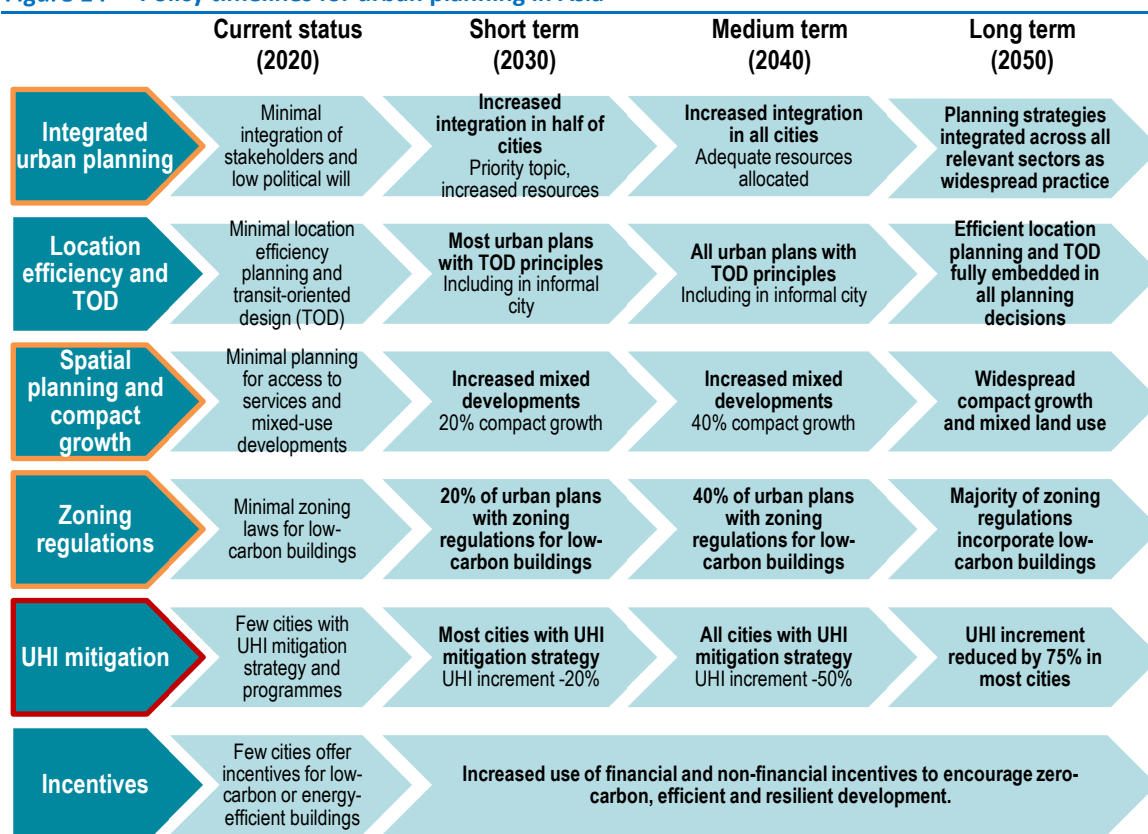 Policy timelines for urban planning in Asia
Current status
(2020)
Short term
(2030)
Medium term
(2040)
Long term
(2050)
Integrated
urban planning
Minimal
integration of
stakeholders and
low political will
Increased
integration in half of
cities
Priority topic,
increased resources
Increased integration
in all cities
Adequate resources
allocated
Planning strategies
integrated across all
relevant sectors as
widespread practice
Location
efficiency and
TOD
Minimal location
efficiency
planning and
transit-oriented
design (TOD)
Most urban plans
with TOD principles
Including in informal
city
All urban plans with
TOD principles
Including in informal city
Efficient location
planning and TOD
fully embedded in
all planning
decisions
Spatial
planning and
compact
growth
Minimal planning
for access to
services and
mixed-use
developments
Increased mixed
developments
20% compact growth
Increased mixed
developments
40% compact growth
Widespread
compact growth
and mixed land use
Zoning
regulations
Minimal zoning
laws for low-
carbon buildings
20% of urban plans
with zoning
regulations for low-
carbon buildings
40% of urban plans
with zoning
regulations for low-
carbon buildings
Majority of zoning
regulations
incorporate low-
carbon buildings
UHI mitigation
Few cities with
UHI mitigation
strategy and
programmes
Most cities with UHI
mitigation strategy
UHI increment -20%
All cities with UHI
mitigation strategy
UHI increment -50%
UHI increment
reduced by 75% in
most cities
Incentives
Few cities offer
incentives for low-
carbon or energy-
efficient buildings
Increased use of financial and non-financial incentives to encourage zero-
carbon, efficient and resilient development.